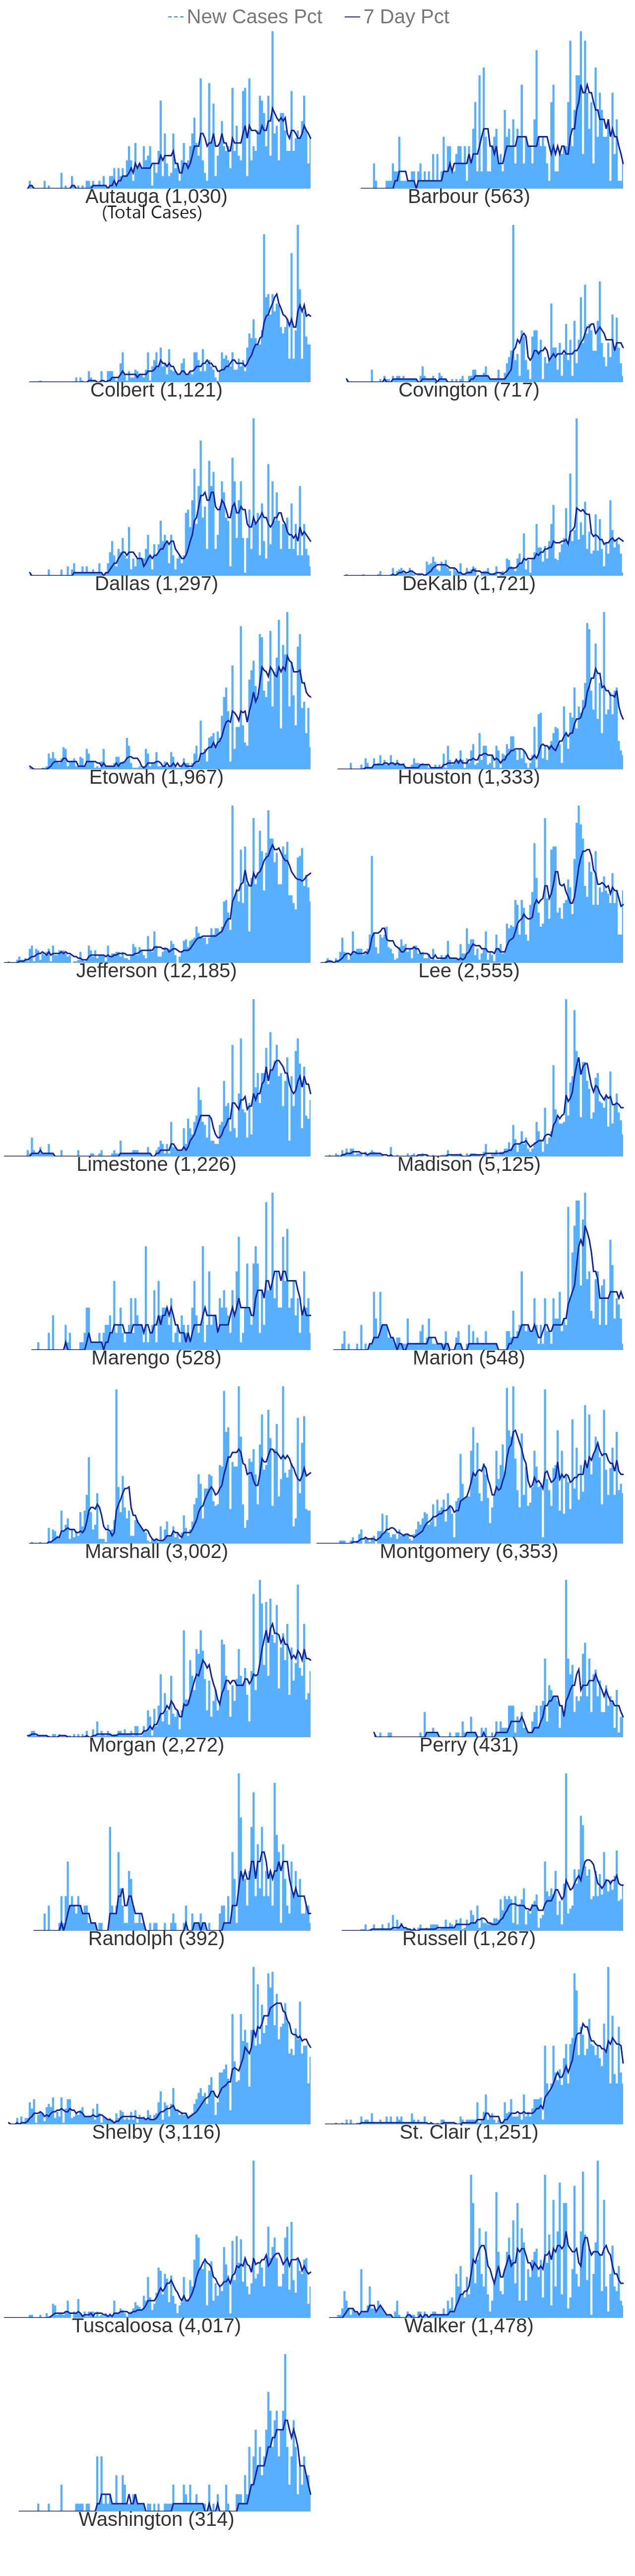 New Cases Pct 7 Day Pct
Autauga (1,030) Barbour (563)
(Total Cases)
Colbert (1,121) Covington (717)
Dallas (1,297) DeKalb (1,721)
Etowah (1,967) Houston (1,333)
Jefferson (12,185) Lee (2,555)
Limestone (1,226) Madison (5,125)
Marengo (528) Marion (548)
Marshall (3,002) Montgomery (6,353)
Morgan (2,272) Perry (431)
Randolph (392) Russell (1,267)
Shelby (3,116) St. Clair (1,251)
Tuscaloosa (4,017) Walker (1,478)
Washington (314)